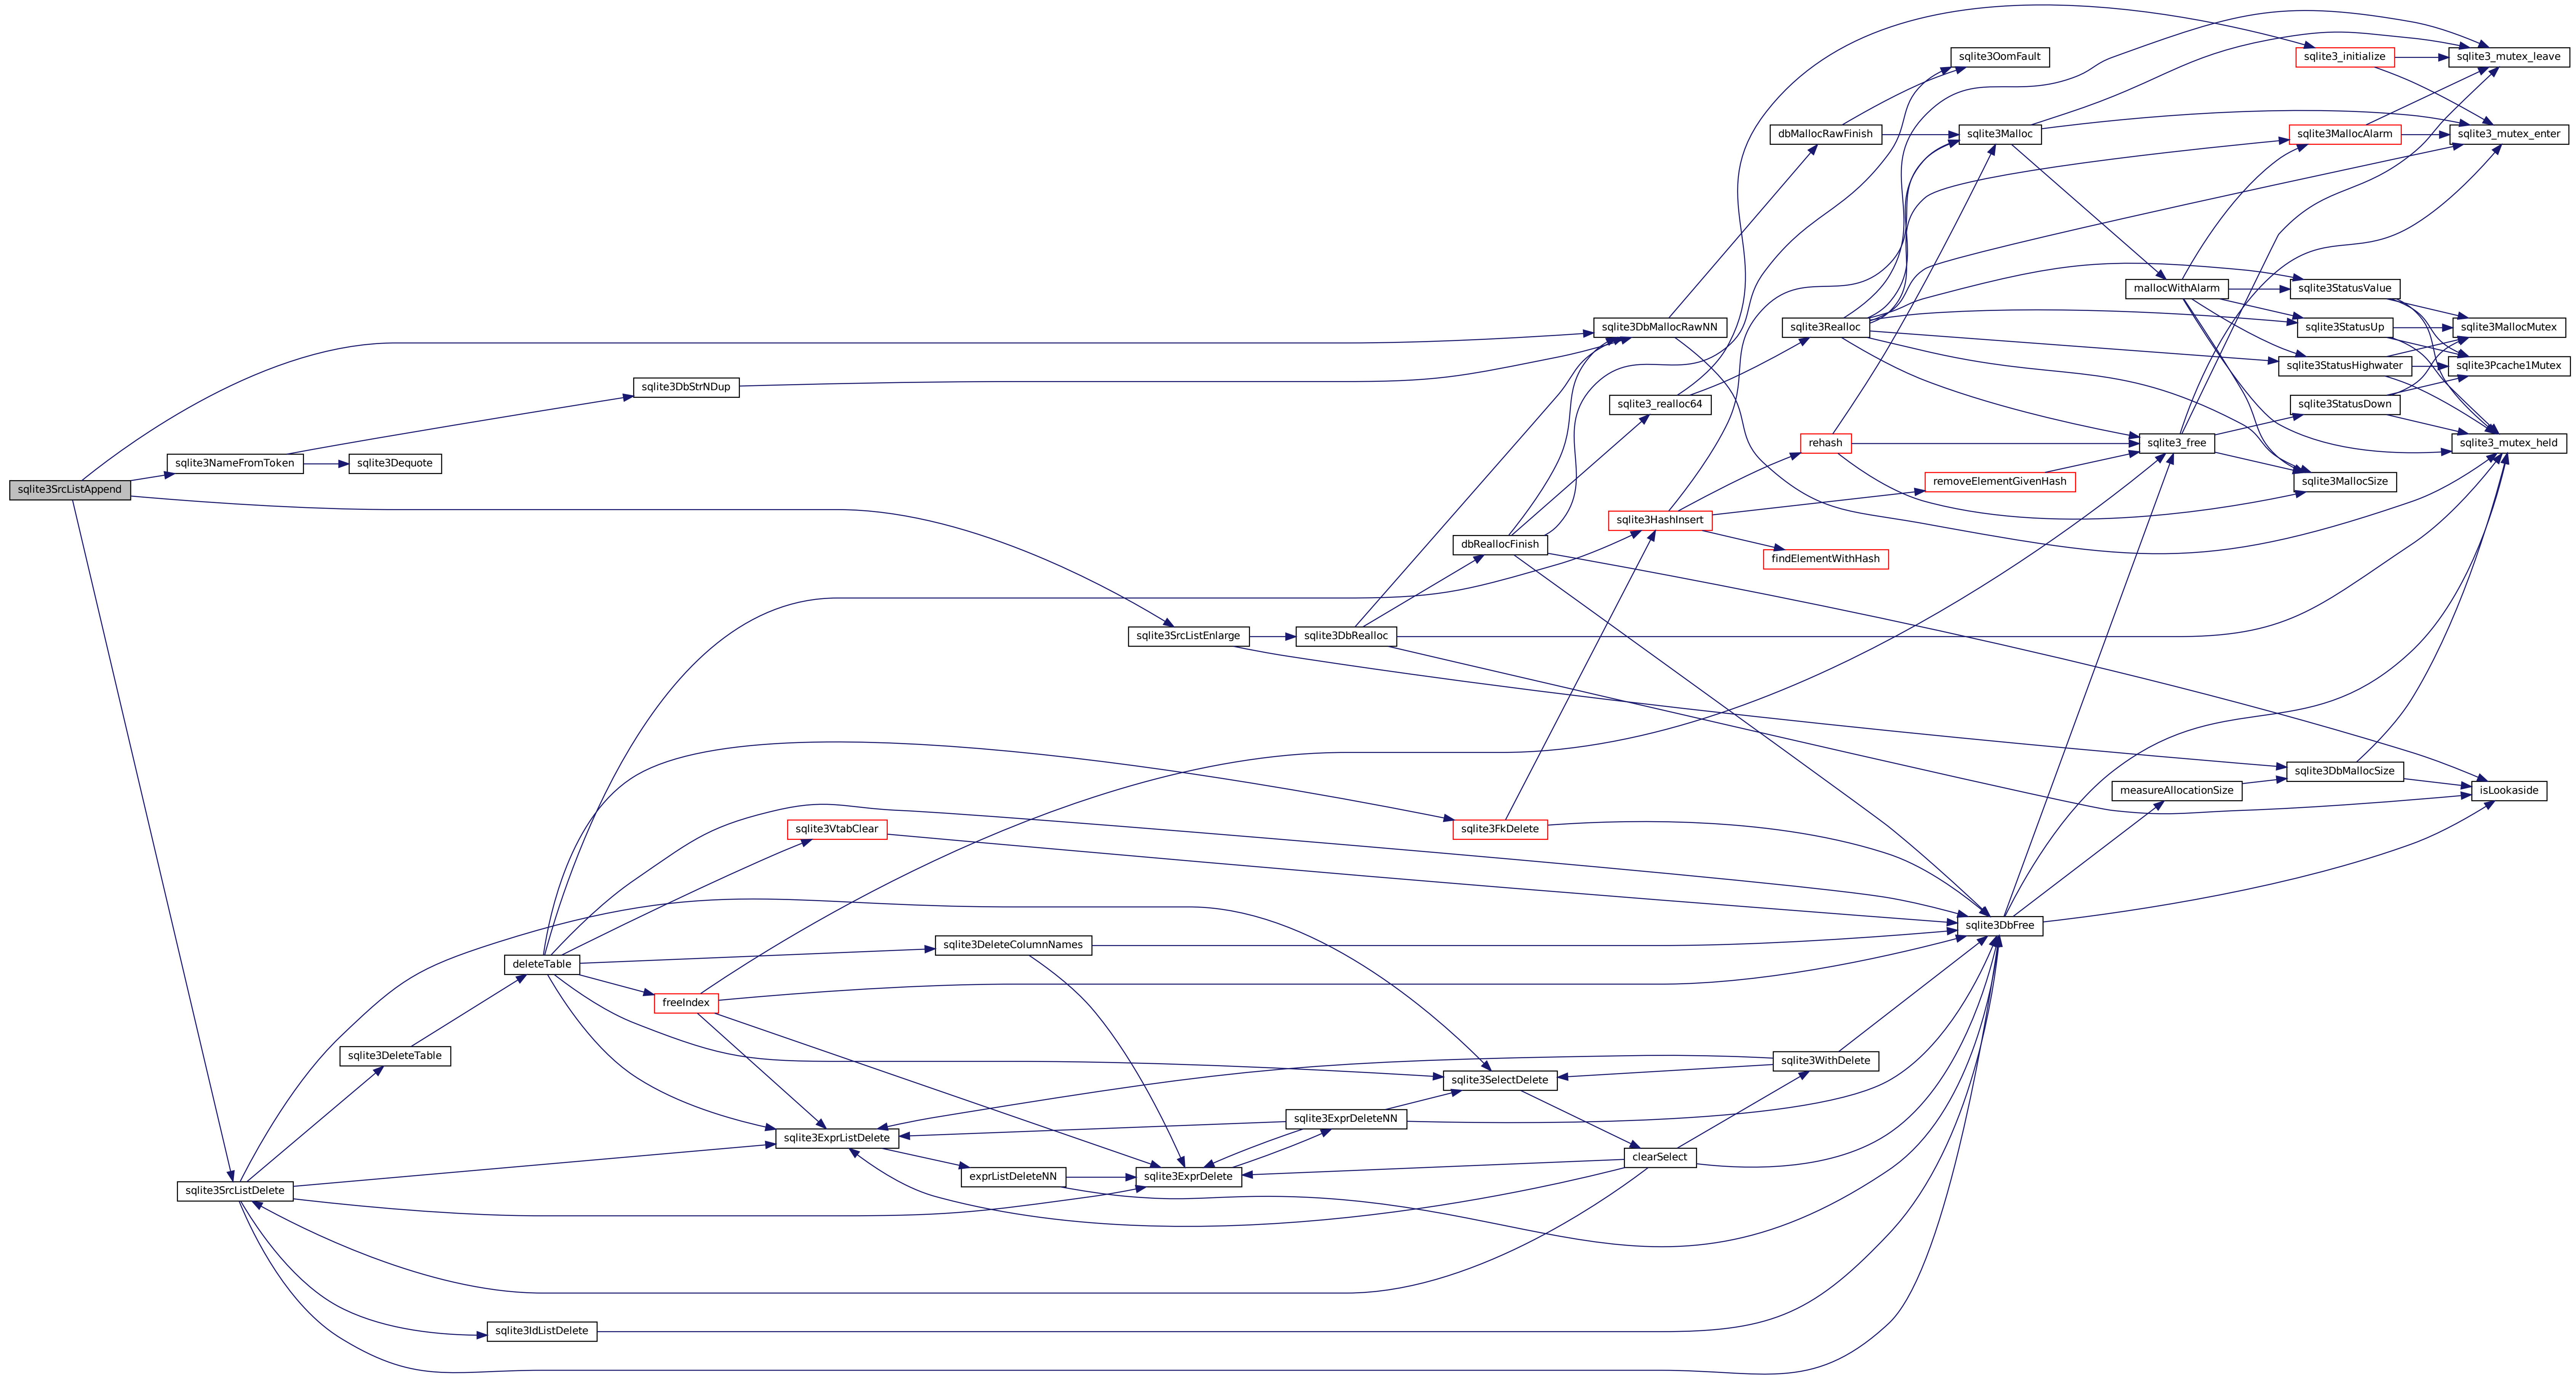 sqlite3SrcListAppend
sqlite3NameFromToken
sqlite3Dequote
sqlite3DbStrNDup
sqlite3SrcListDelete
sqlite3DeleteTable
deleteTable
sqlite3IdListDelete
freeIndex
sqlite3VtabClear
sqlite3DeleteColumnNames
sqlite3ExprListDelete
exprListDeleteNN
sqlite3ExprDelete
sqlite3SrcListEnlarge
sqlite3DbRealloc
sqlite3ExprDeleteNN
sqlite3SelectDelete
clearSelect
sqlite3WithDelete
sqlite3FkDelete
dbReallocFinish
sqlite3HashInsert
findElementWithHash
removeElementGivenHash
rehash
sqlite3_realloc64
sqlite3DbMallocRawNN
dbMallocRawFinish
sqlite3OomFault
sqlite3Malloc
sqlite3Realloc
sqlite3DbFree
measureAllocationSize
sqlite3DbMallocSize
isLookaside
mallocWithAlarm
sqlite3_free
sqlite3_initialize
sqlite3MallocAlarm
sqlite3StatusValue
sqlite3StatusUp
sqlite3StatusHighwater
sqlite3StatusDown
sqlite3MallocSize
sqlite3_mutex_leave
sqlite3_mutex_enter
sqlite3MallocMutex
sqlite3Pcache1Mutex
sqlite3_mutex_held